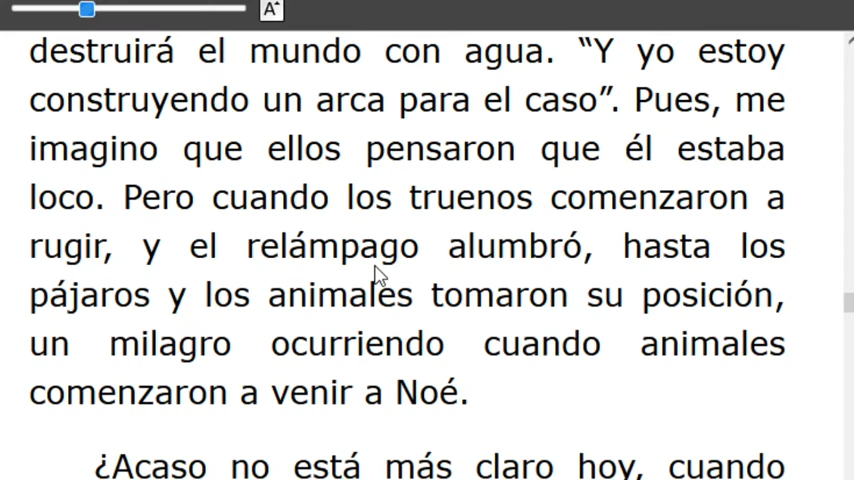 A
destruirá el mundo con agua. “Y yo estoy
construyendo un arca para el caso”. Pues, me
imagino que ellos pensaron que él estaba
loco. Pero cuando los truenos comenzaron a
rugir, y el relámpago alumbró, hasta los
pájaros y los animales tomaron su posición,
un milagro ocurriendo cuando animales
comenzaron a venir a Noé.
¿Acaso no está más claro hoy, cuando